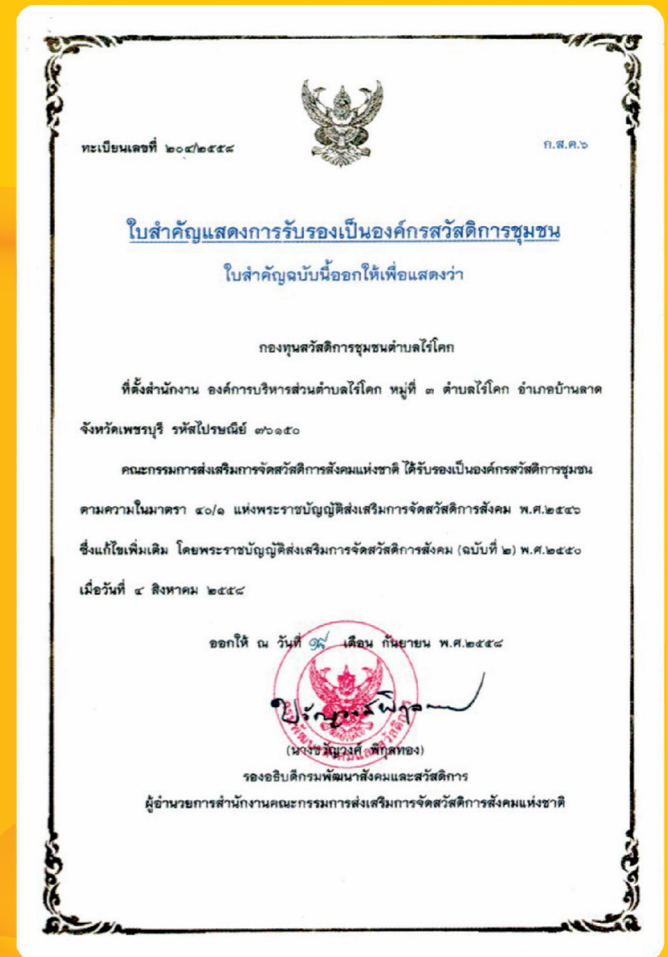 ทะเบียนเลขที่ ๒๐๔/๒๕๕๘
ก.ส.ค.๖
ใบสำคัญแสดงการรับรองเป็นองค์กรสวัสดิการชุมชน
ใบสำคัญฉบับนี้ออกให้เพื่อแสดงว่า
กองทุนสวัสดิการชุมชนตำบลไร่โคก
ที่ตั้งสำนักงาน องค์การบริหารส่วนตำบลไร่โคก หมู่ที่ ๓ ตำบลไร่โคก อำเภอบ้านลาด
จังหวัดเพชรบุรี รหัสไปรษณีย์ ๗๖๑๕๐
คณะกรรมการส่งเสริมการจัดสวัสดิการสังคมแห่งชาติ ได้รับรองเป็นองค์กรสวัสดิการชุมชน
ตามความในมาตรา ๔๐/๑ แห่งพระราชบัญญัติส่งเสริมการจัดสวัสดิการสังคม พ.ศ.๒๕๔๖
ซึ่งแก้ไขเพิ่มเติม โดยพระราชบัญญัติส่งเสริมการจัดสวัสดิการสังคม (ฉบับที่ ๒) พ.ศ.๒๕๕๐
เมื่อวันที่ ๔ สิงหาคม ๒๕๕๘
ออกให้ ณ วันที่ เดือน กันยายน พ.ศ.๒๕๕๘
(นางขวัญวงศ์ พิกุลทอง)
รองอธิบดีกรมพัฒนาสังคมและสวัสดิการ
ผู้อำนวยการสำนักงานคณะกรรมการส่งเสริมการจัดสวัสดิการสังคมแห่งชาติ